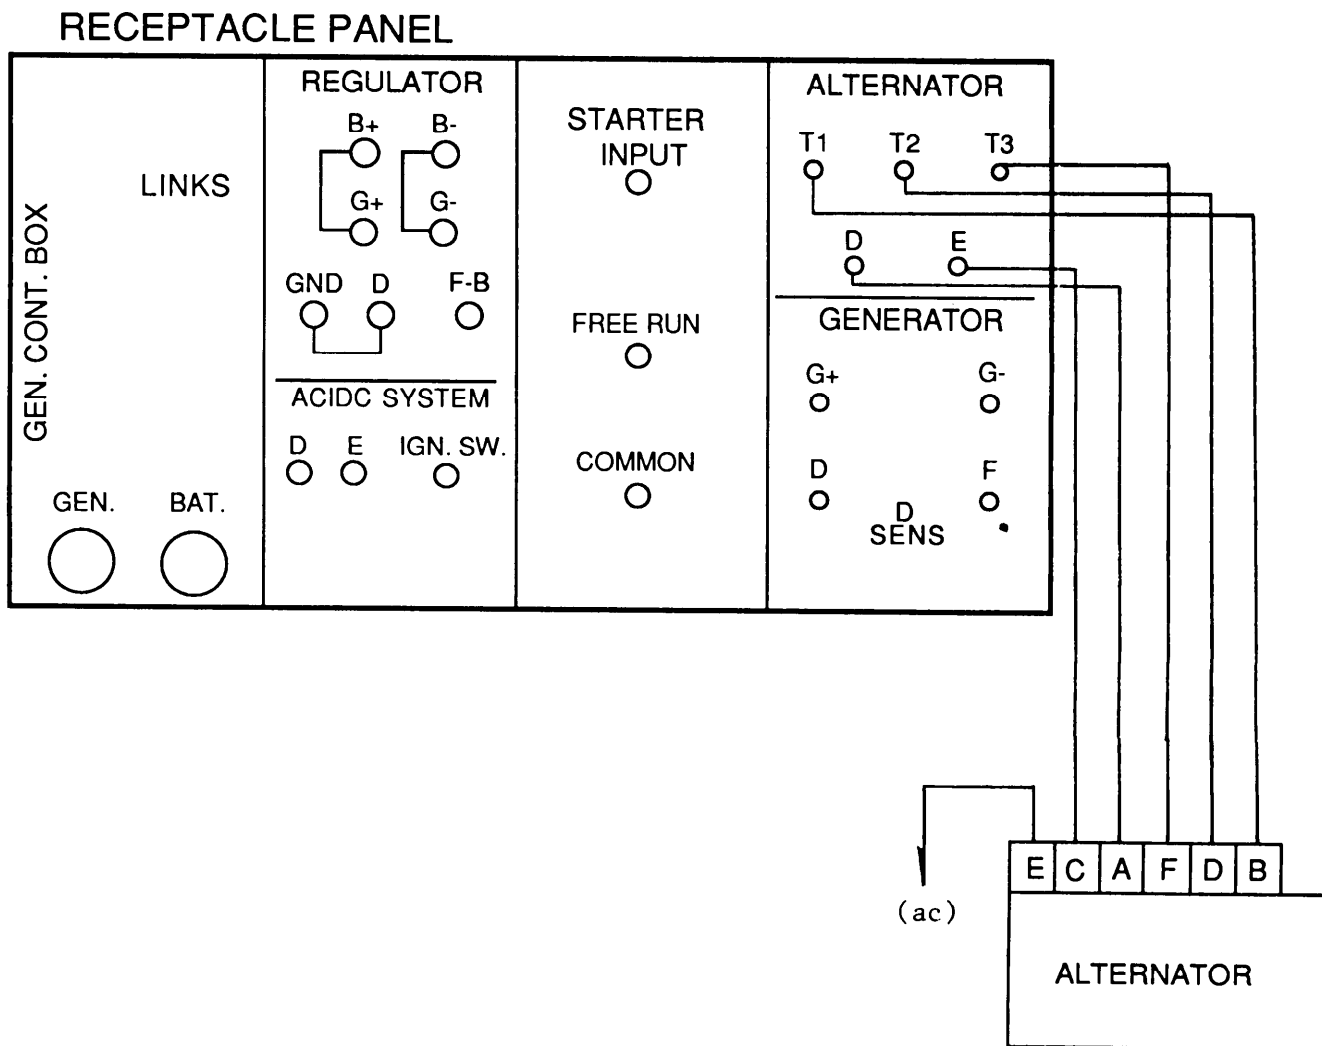 RECEPTACLE PANEL
GEN. CONT. BOX
LINKS
GEN. BAT.
REGULATOR
B+ B-
G+ G-
GND D F-B
ACIDC SYSTEM
D E IGN. SW.
STARTER
INPUT
FREE RUN
COMMON
ALTERNATOR
T1 T2 T3
D E
GENERATOR
G+ G-
D F
D
SENS
E C A F D B
(ac)
ALTERNATOR